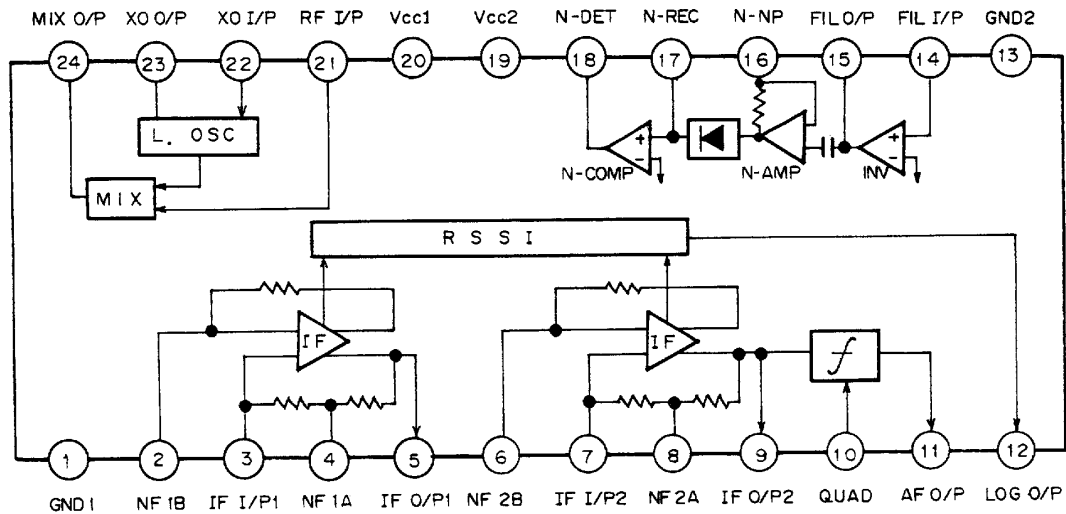 MIX O/P XO O/P XO I/P RF I/P Vcc1 Vcc2 N-DET N-REC N-NP FIL O/P FIL I/P GND2
24 23 22 21 20 19 18 17 16 15 14 13
L. OSC
+ -
+ -
N-COMP N-AMP INV
MIX
R S S I
IF IF
f
1 2 3 4 5 6 7 8 9 10 11 12
GND1 NF1B IF I/P1 NF1A IF O/P1 NF2B IF I/P2 NF2A IF O/P2 QUAD AF O/P LOG O/P